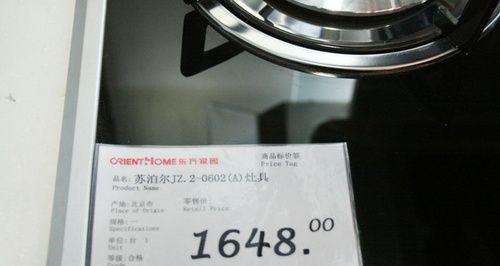 ORIENTHOME东方家园 商品标价签
Price Tag
品名: 苏泊尔JZ.2-0602(A)灶具
Product Name
产地: 北京市 零售价:
Place of Origin Retail Price
规格: 一
Specifications
1648.00
单位: 台 1
Unit
等级: 合格
Grade